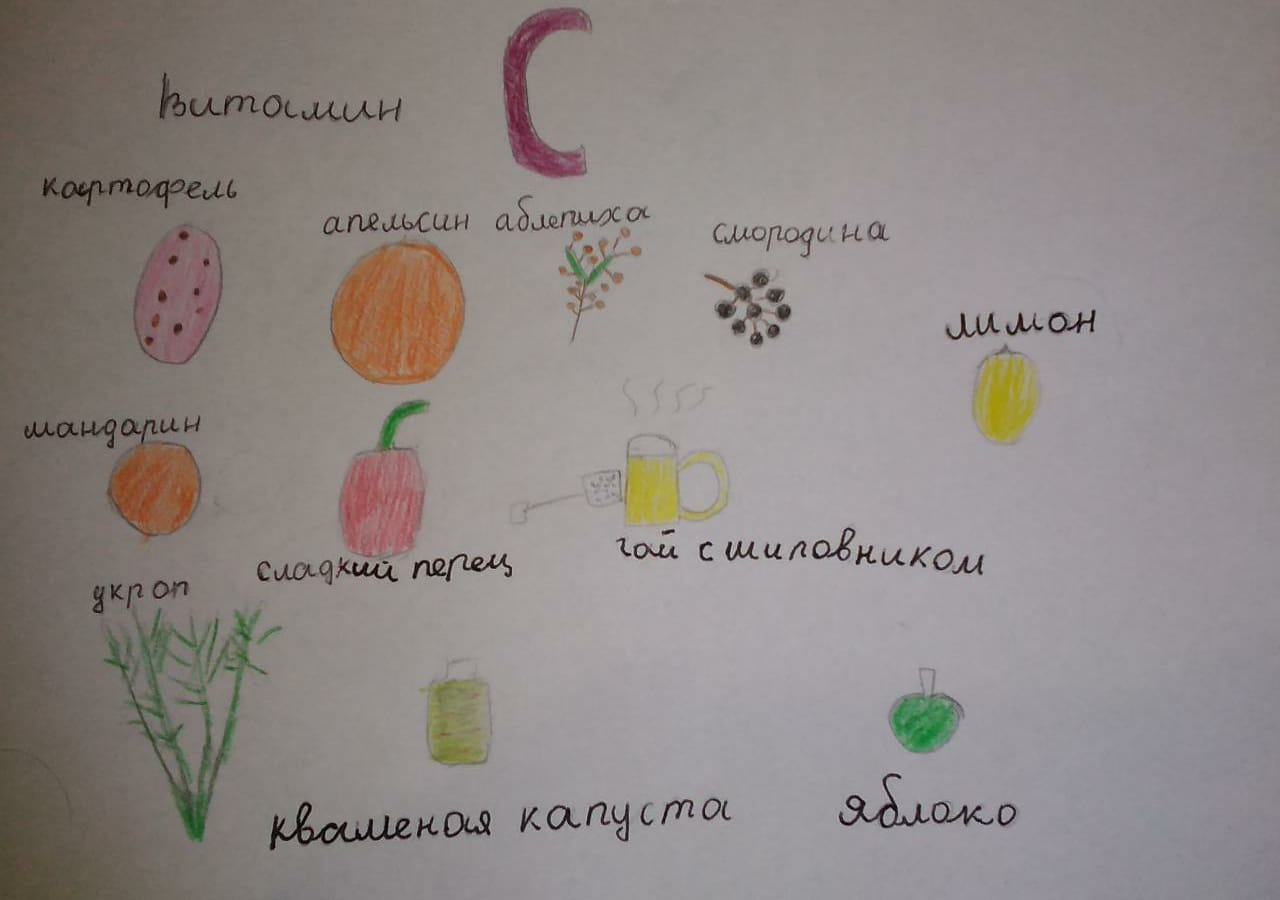 Витамин С
картофель
апельсин аблепиха
смородина
лимон
мандарин
сладкий перец
чай с шиповником
укроп
квашеная капуста
яблоко